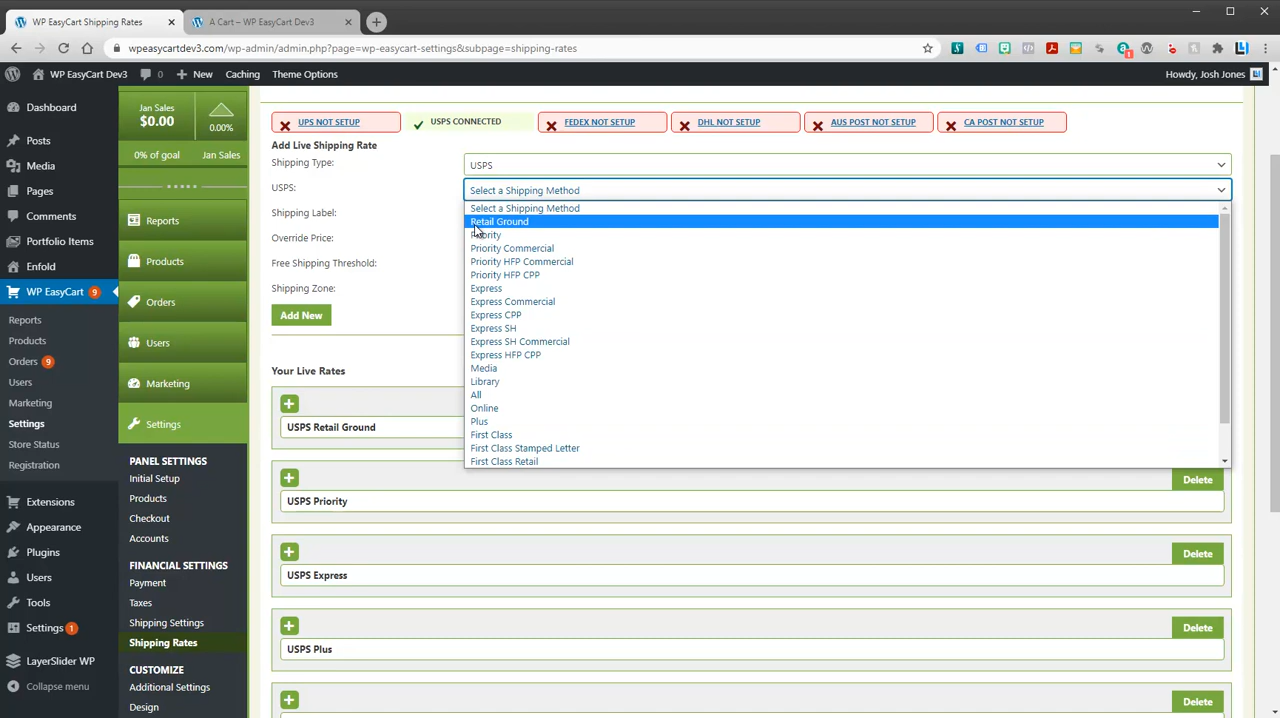 WP EasyCart Shipping Rates
A Cart – WP EasyCart Dev3
wpeasycartdev3.com/wp-admin/admin.php?page=wp-easycart-settings&subpage=shipping-rates
WP EasyCart Dev3
0
New
Caching
Theme Options
Howdy, Josh Jones
Dashboard
Posts
Media
Pages
Comments
Portfolio Items
Enfold
WP EasyCart 9
Reports
Products
Orders 9
Users
Marketing
Settings
Store Status
Registration
Extensions
Appearance
Plugins
Users
Tools
Settings 1
LayerSlider WP
Collapse menu
Jan Sales
$0.00
0.00%
0% of goal
Jan Sales
Reports
Products
Orders
Users
Marketing
Settings
PANEL SETTINGS
Initial Setup
Products
Checkout
Accounts
FINANCIAL SETTINGS
Payment
Taxes
Shipping Settings
Shipping Rates
CUSTOMIZE
Additional Settings
Design
UPS NOT SETUP
USPS CONNECTED
FEDEX NOT SETUP
DHL NOT SETUP
AUS POST NOT SETUP
CA POST NOT SETUP
Add Live Shipping Rate
Shipping Type:
USPS
USPS:
Select a Shipping Method
Shipping Label:
Override Price:
Free Shipping Threshold:
Shipping Zone:
Add New
Select a Shipping Method
Retail Ground
Priority
Priority Commercial
Priority HFP Commercial
Priority HFP CPP
Express
Express Commercial
Express CPP
Express SH
Express SH Commercial
Express HFP CPP
Media
Library
All
Online
Plus
First Class
First Class Stamped Letter
First Class Retail
Your Live Rates
USPS Retail Ground
Delete
USPS Priority
Delete
USPS Express
Delete
USPS Plus
Delete